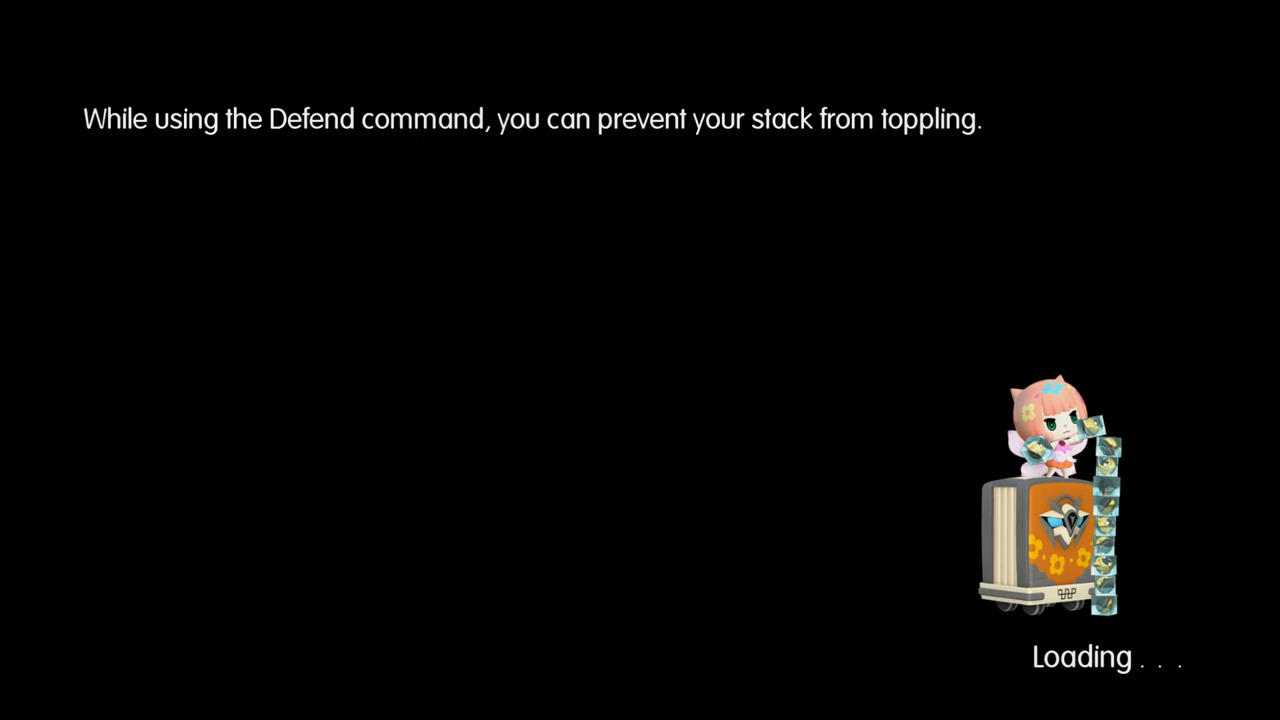 While using the Defend command, you can prevent your stack from toppling.
Loading . . .